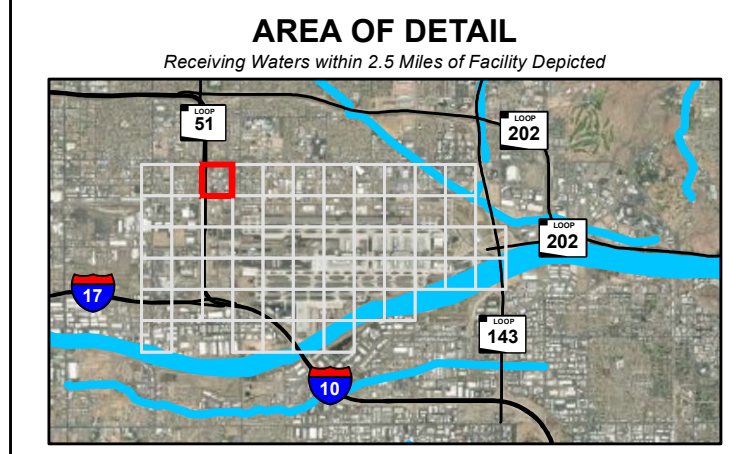 AREA OF DETAIL
Receiving Waters within 2.5 Miles of Facility Depicted
LOOP
51
LOOP
202
LOOP
202
17
LOOP
143
10